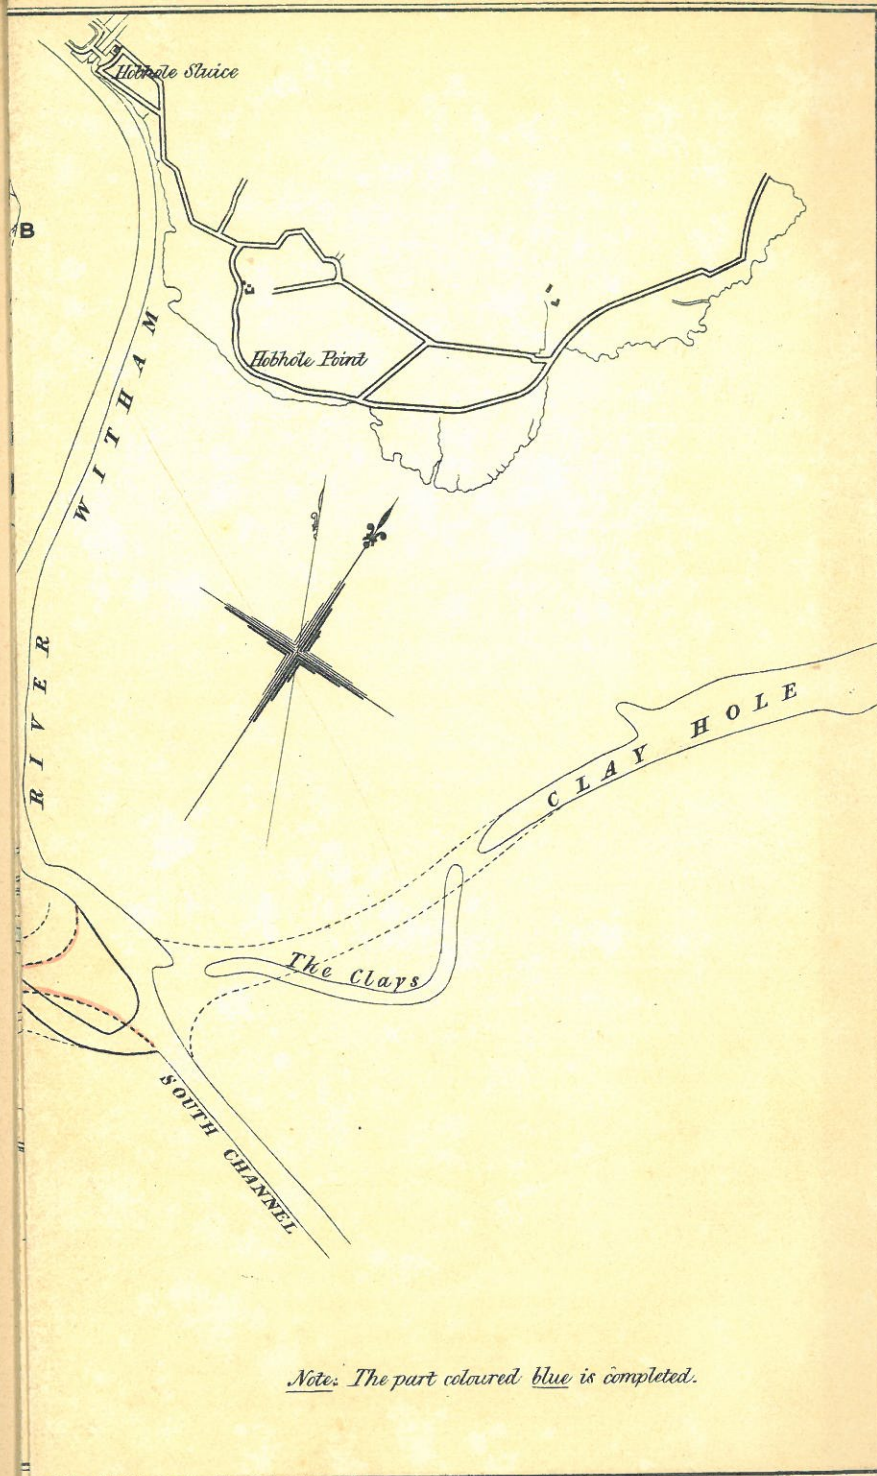 Hobhole Sluice
B
Hobhole Point
RIVER WITHAM
CLAY HOLE
The Clays
SOUTH CHANNEL
Note: The part coloured blue is completed.